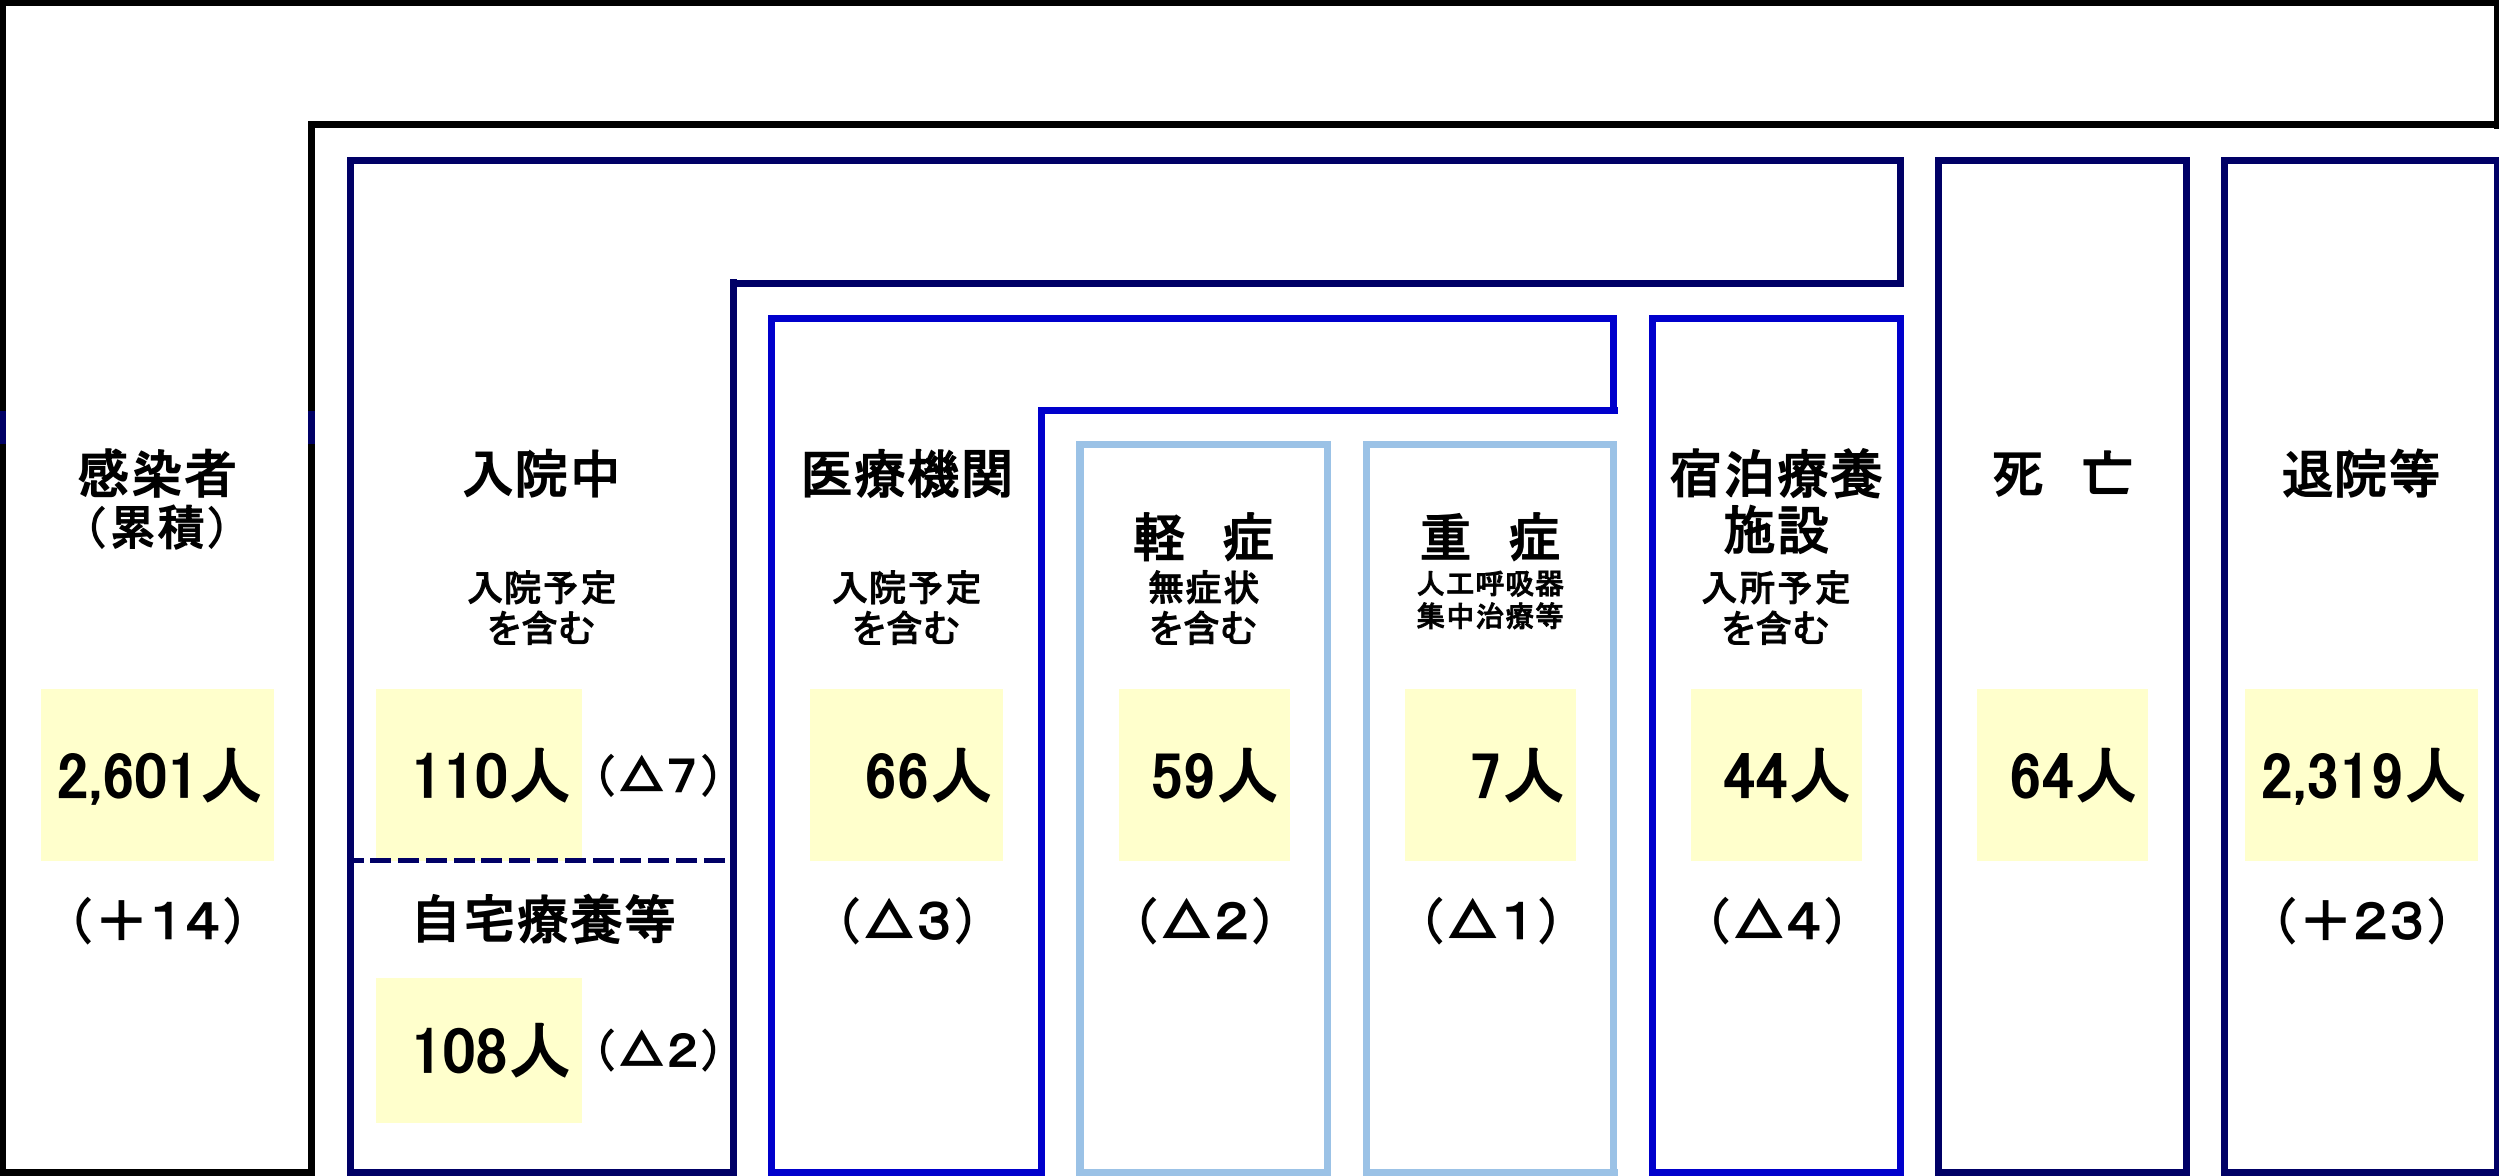 感染者
（累積）
2,601人
（＋14）
入院中
入院予定
を含む
110人（△7）
自宅療養等
108人（△2）
医療機関
入院予定
を含む
66人
（△3）
軽　症
無症状
を含む
59人
（△2）
重　症
人工呼吸器
集中治療等
7人
（△1）
宿泊療養
施設
入所予定
を含む
44人
（△4）
死　亡
64人
退院等
2,319人
（＋23）